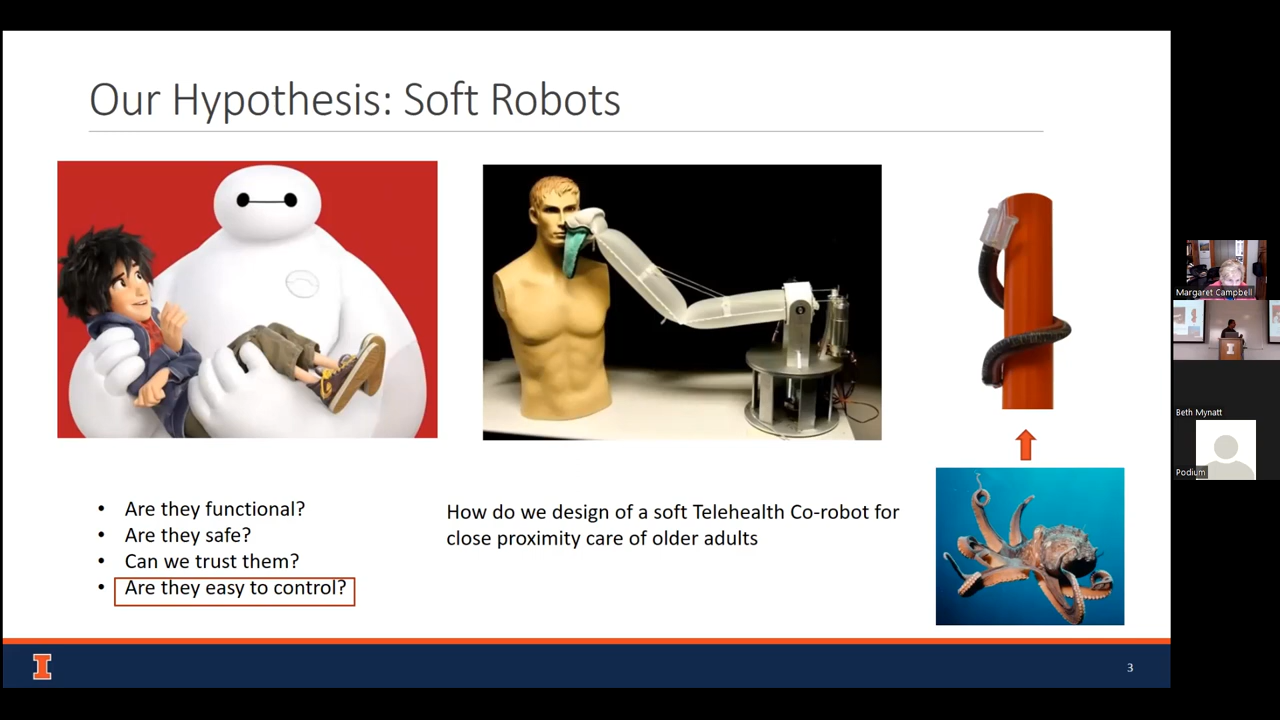 Our Hypothesis: Soft Robots
• Are they functional?
• Are they safe?
• Can we trust them?
• Are they easy to control?
How do we design of a soft Telehealth Co-robot for
close proximity care of older adults
I
3
Margaret Campbell
I
Beth Mynatt
Podium